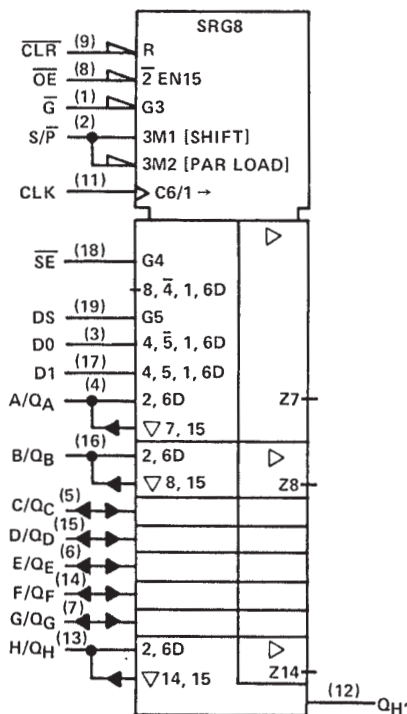 SRG8
C̅L̅R̅ (9) R
O̅E̅ (8) 2̅ EN15
G̅ (1) G3
S/P̅ (2) 3M1 [SHIFT]
3M2 [PAR LOAD]
CLK (11) C6/1 →
▷
S̅E̅ (18) G4
8, 4̅, 1, 6D
DS (19) G5
D0 (3) 4, 5̅, 1, 6D
D1 (17) 4, 5, 1, 6D
A/QA (4) 2, 6D Z7
▽ 7, 15
B/QB (16) 2, 6D ▷
▽ 8, 15 Z8
C/QC (5)
D/QD (15)
E/QE (6)
F/QF (14)
G/QG (7)
H/QH (13) 2, 6D ▷
▽ 14, 15 Z14
(12) QH'